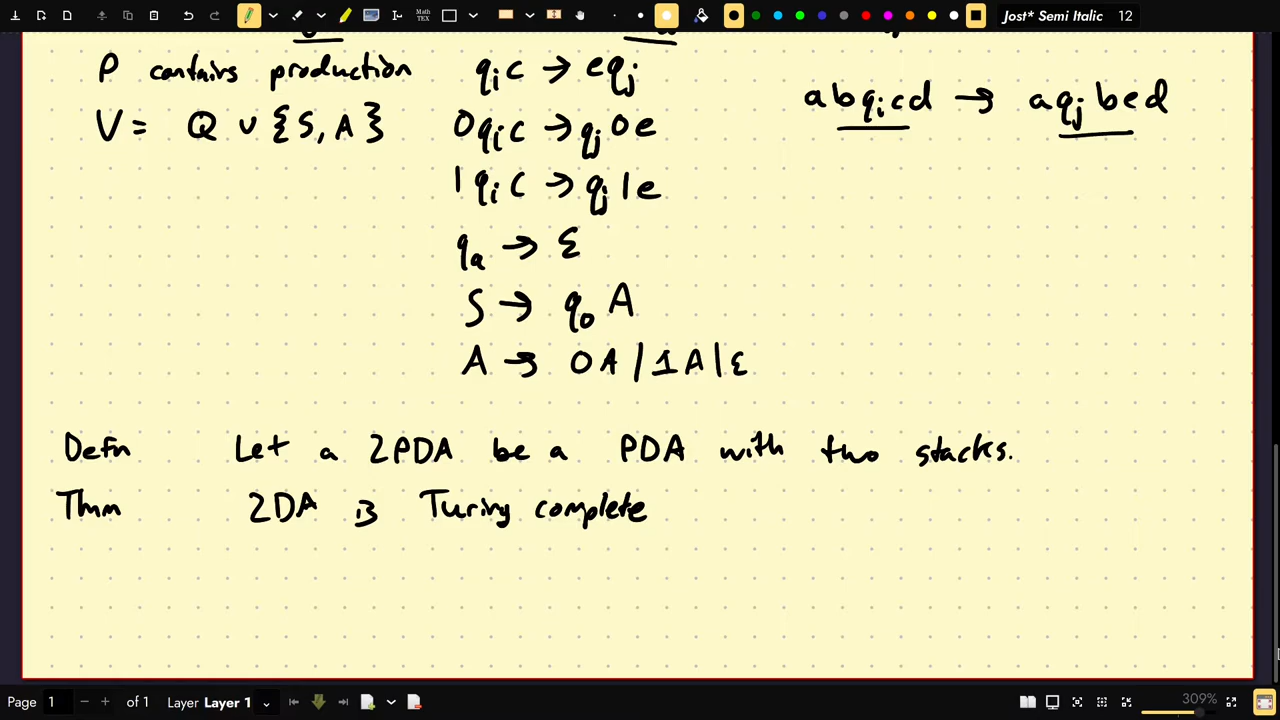 Math TEX Jost* Semi Italic 12
P contains production qᵢc → eqⱼ
abqᵢcd → aqⱼbed
V = Q ∪ {S, A} 0qᵢc → qⱼ0e
1qᵢc → qⱼ1e
qₐ → ε
S → q₀A
A → 0A | 1A | ε
Defn Let a 2PDA be a PDA with two stacks.
Thm 2DA is Turing complete
Page 1 of 1 Layer Layer 1 309%